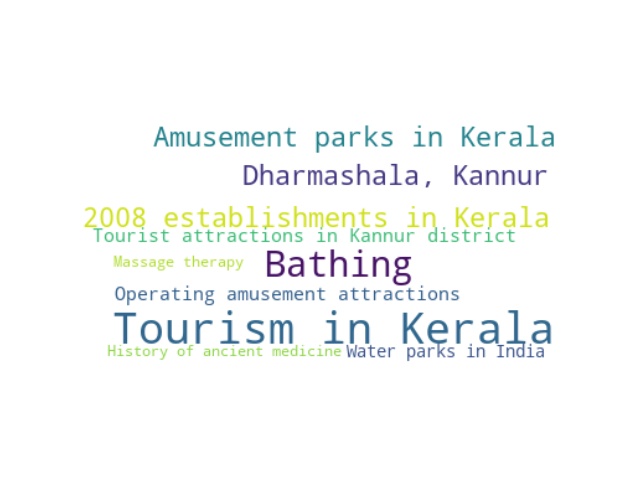 Amusement parks in Kerala
Dharmashala, Kannur
2008 establishments in Kerala
Tourist attractions in Kannur district
Massage therapy
Bathing
Operating amusement attractions
Tourism in Kerala
History of ancient medicine
Water parks in India